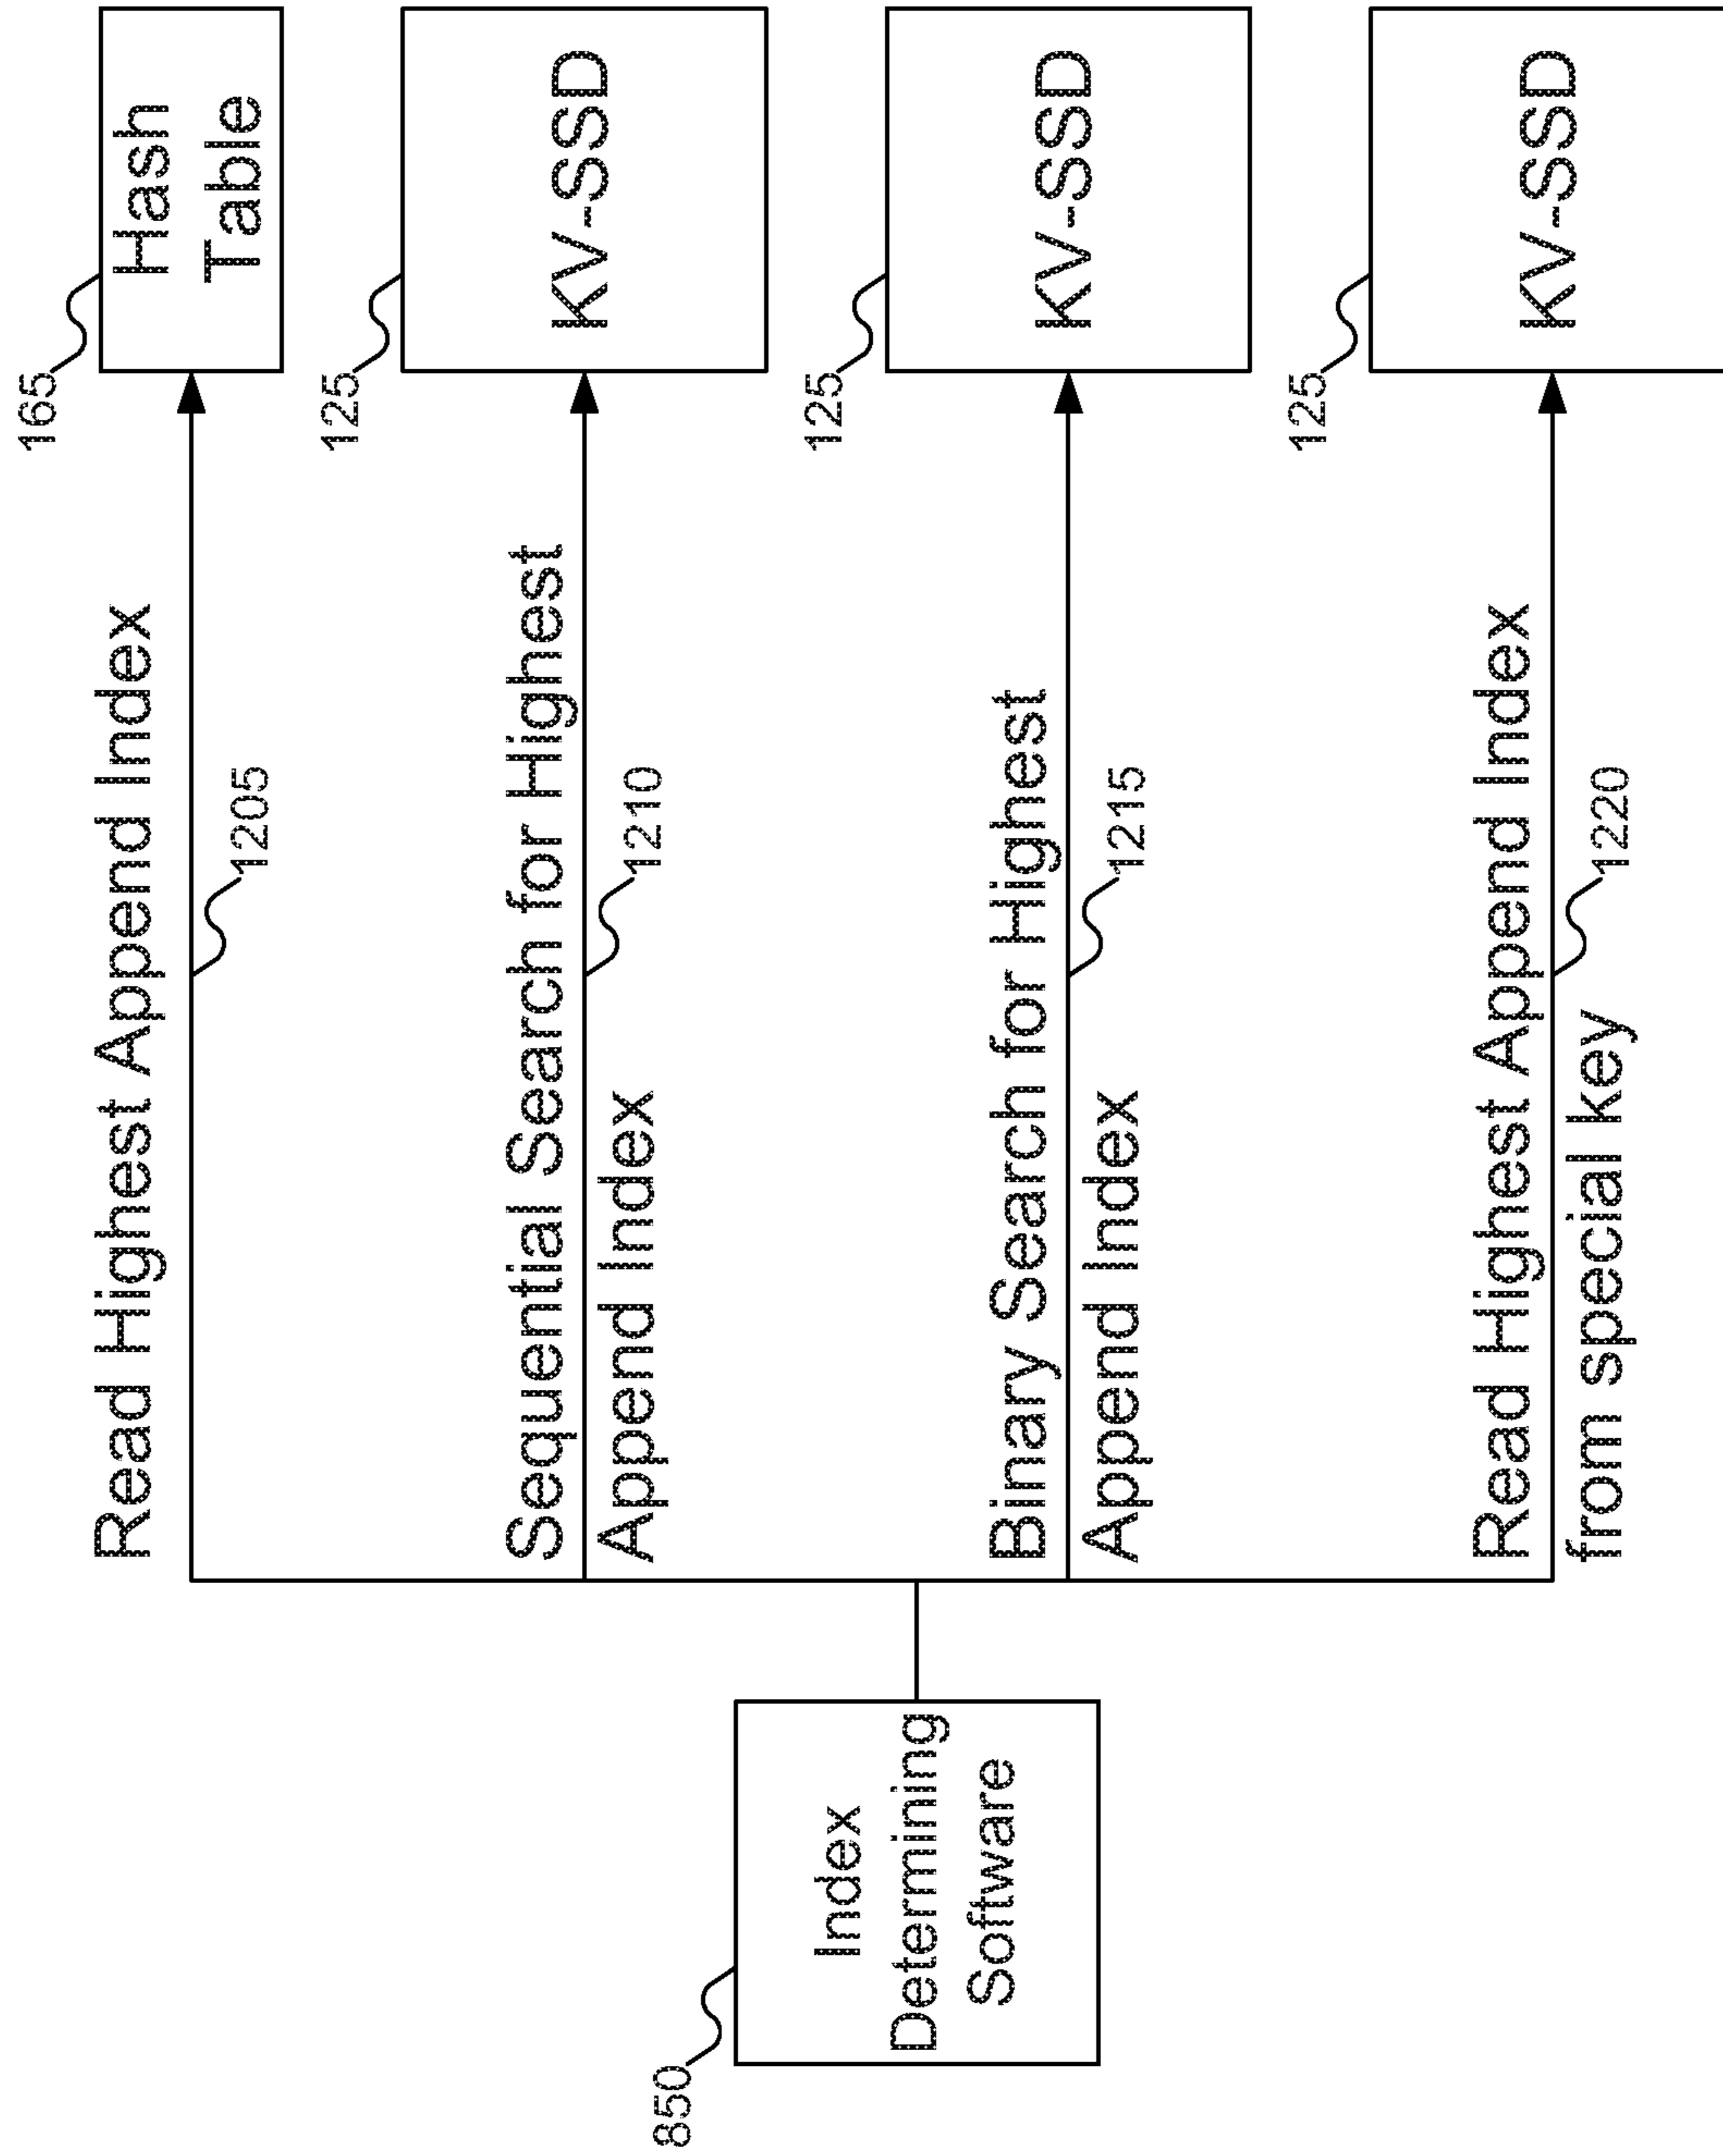 165
Hash
Table
Read Highest Append Index
1205
125
KV-SSD
Sequential Search for Highest
Append Index
1210
850
Index
Determining
Software
125
KV-SSD
Binary Search for Highest
Append Index
1215
125
KV-SSD
Read Highest Append Index
from special key
1220